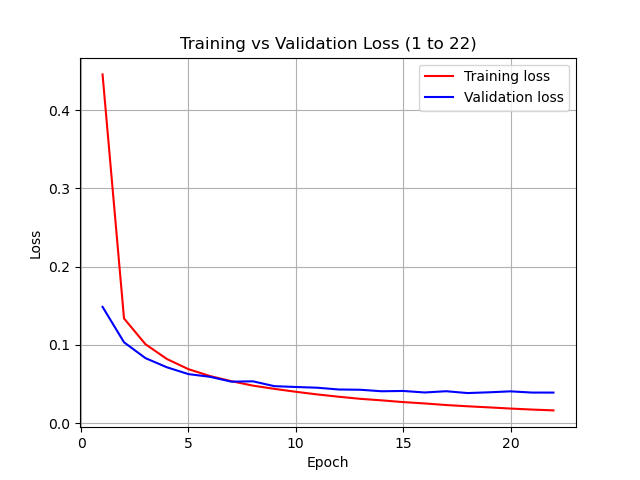 Training vs Validation Loss (1 to 22)
Training loss
Validation loss
0.4
0.3
0.2
0.1
0.0
Loss
0
5
10
15
20
Epoch